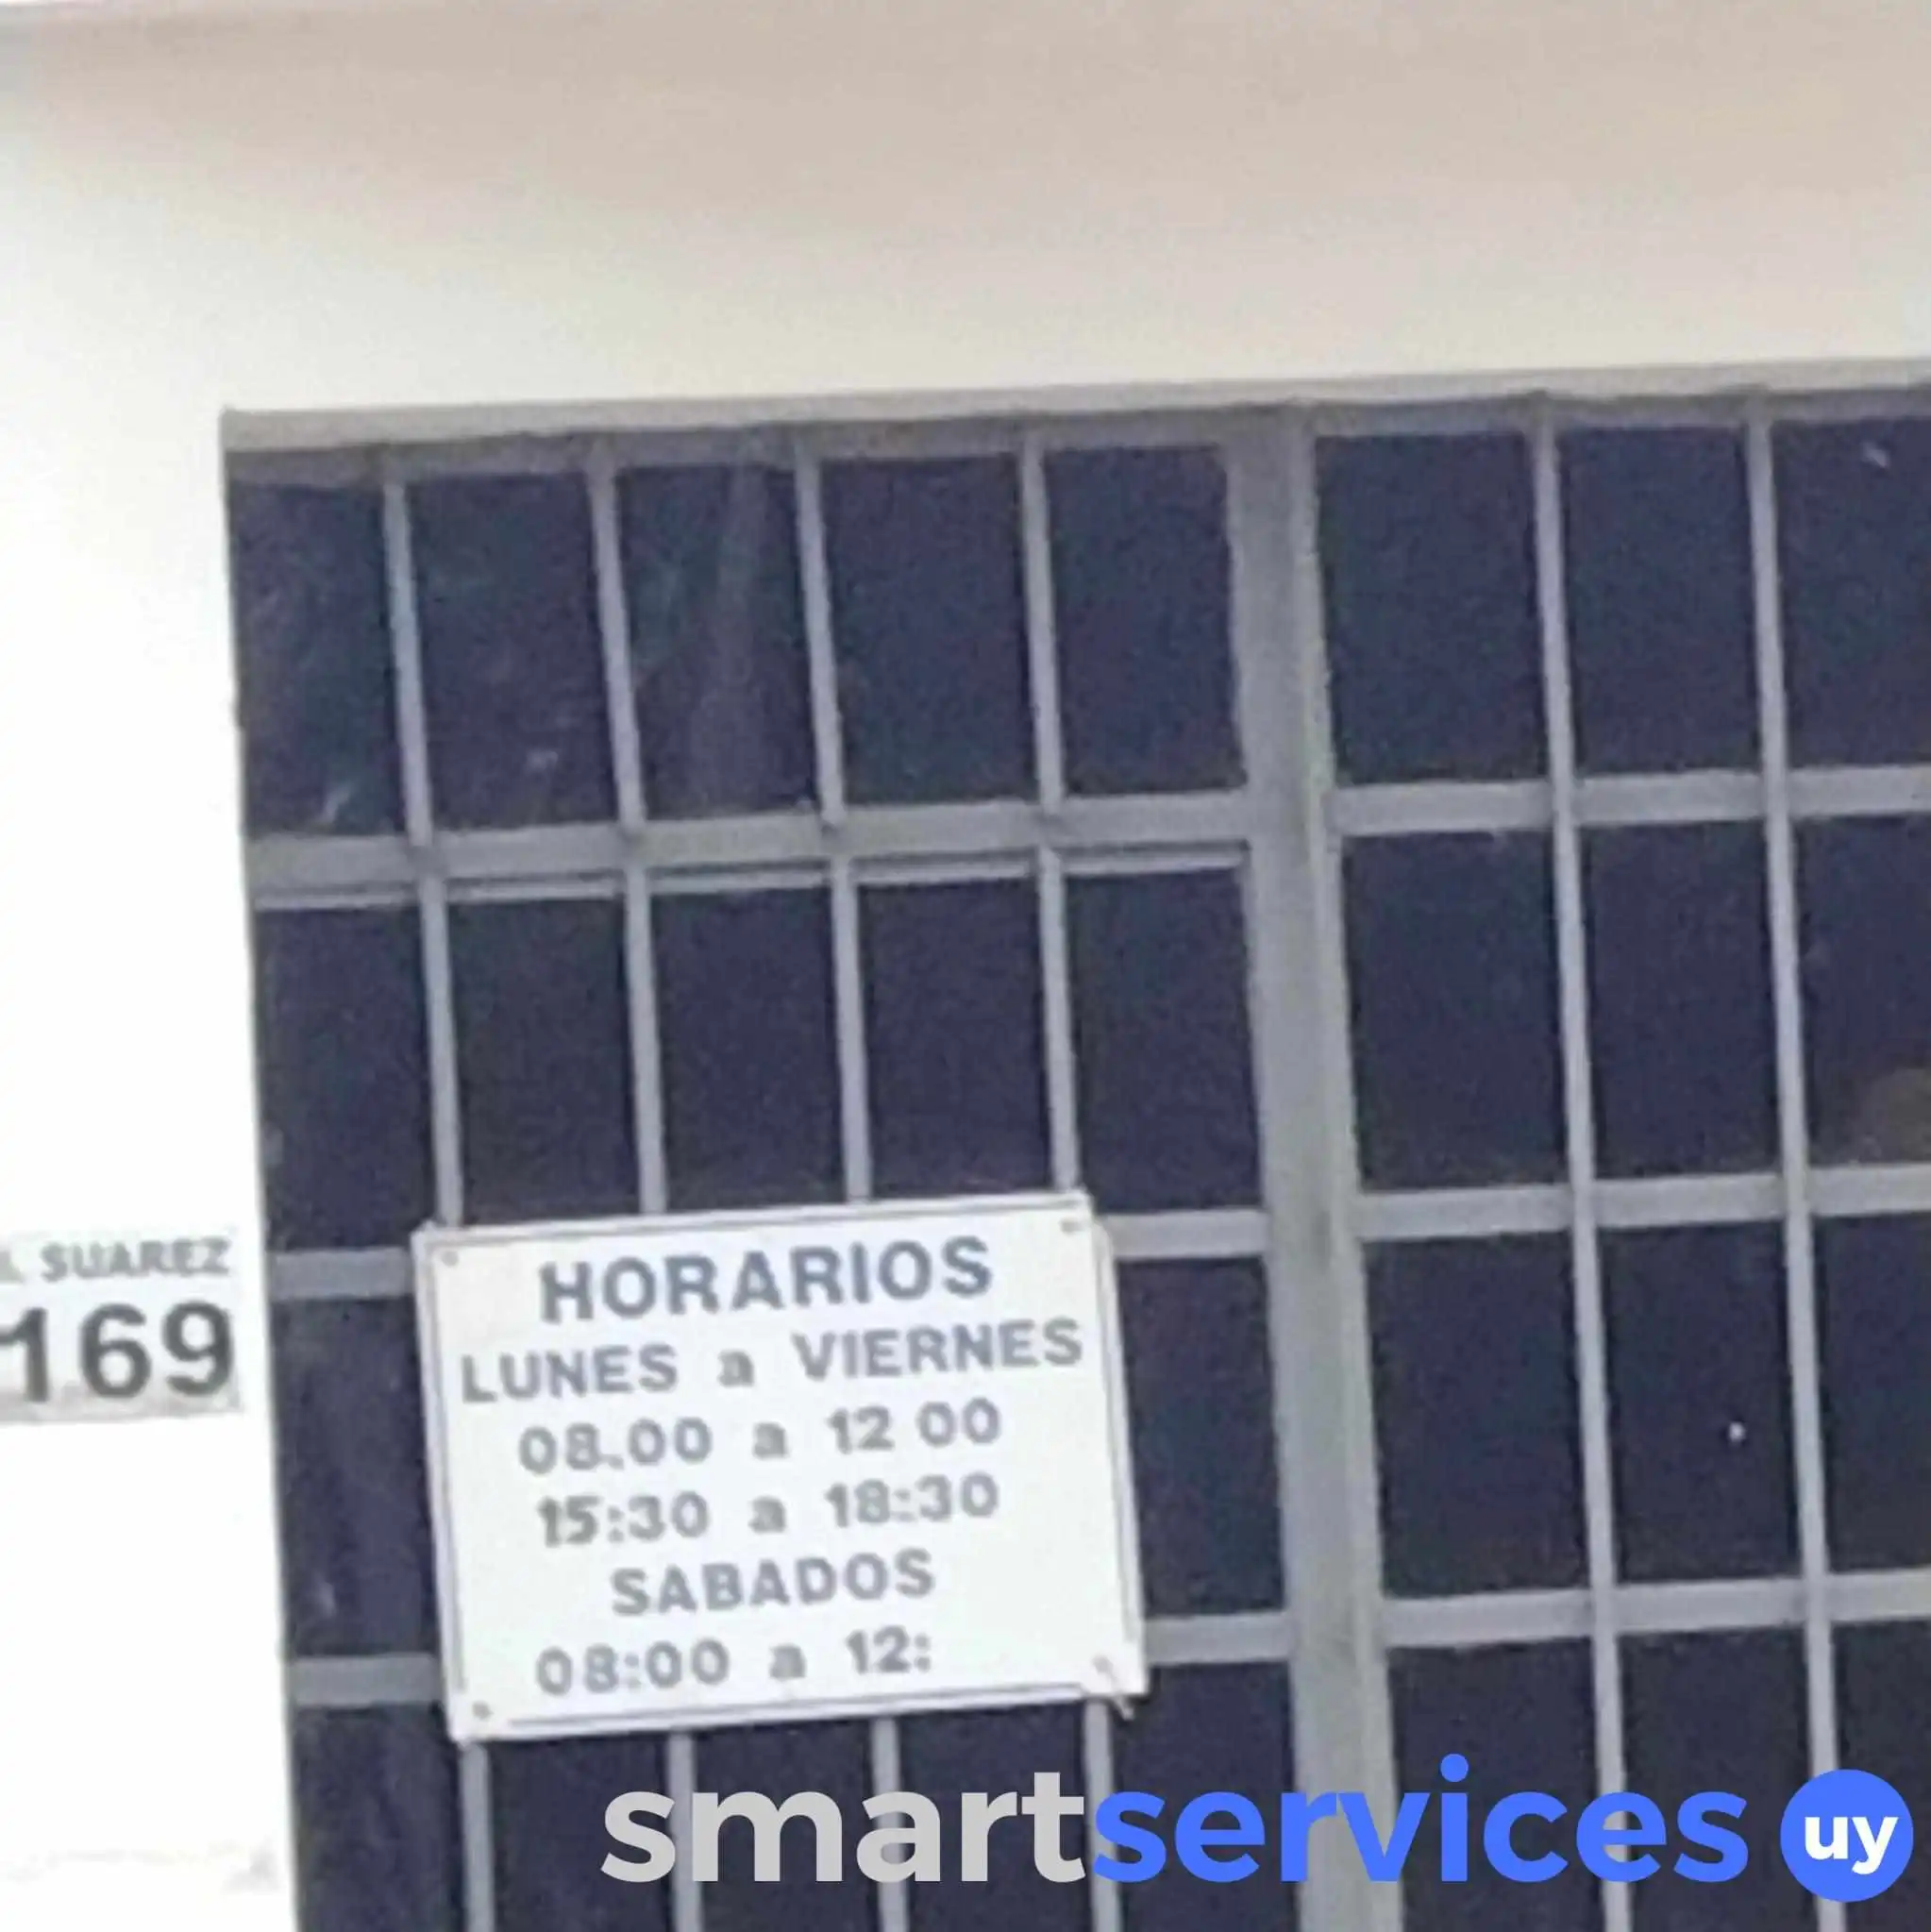 SUAREZ
169
HORARIOS
LUNES a VIERNES
08.00 a 12 00
15:30 a 18:30
SABADOS
08:00 a 12:
smartservices uy